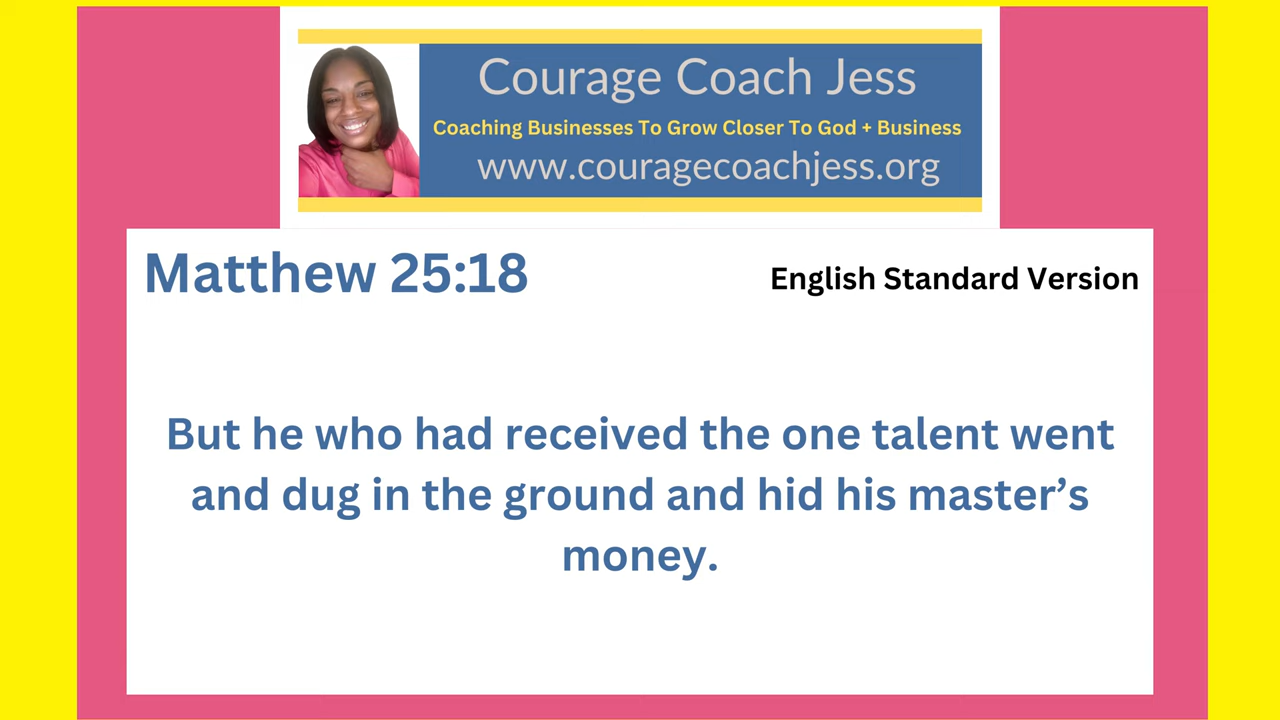 Courage Coach Jess
Coaching Businesses To Grow Closer To God + Business
www.couragecoachjess.org
Matthew 25:18
English Standard Version
But he who had received the one talent went
and dug in the ground and hid his master’s
money.